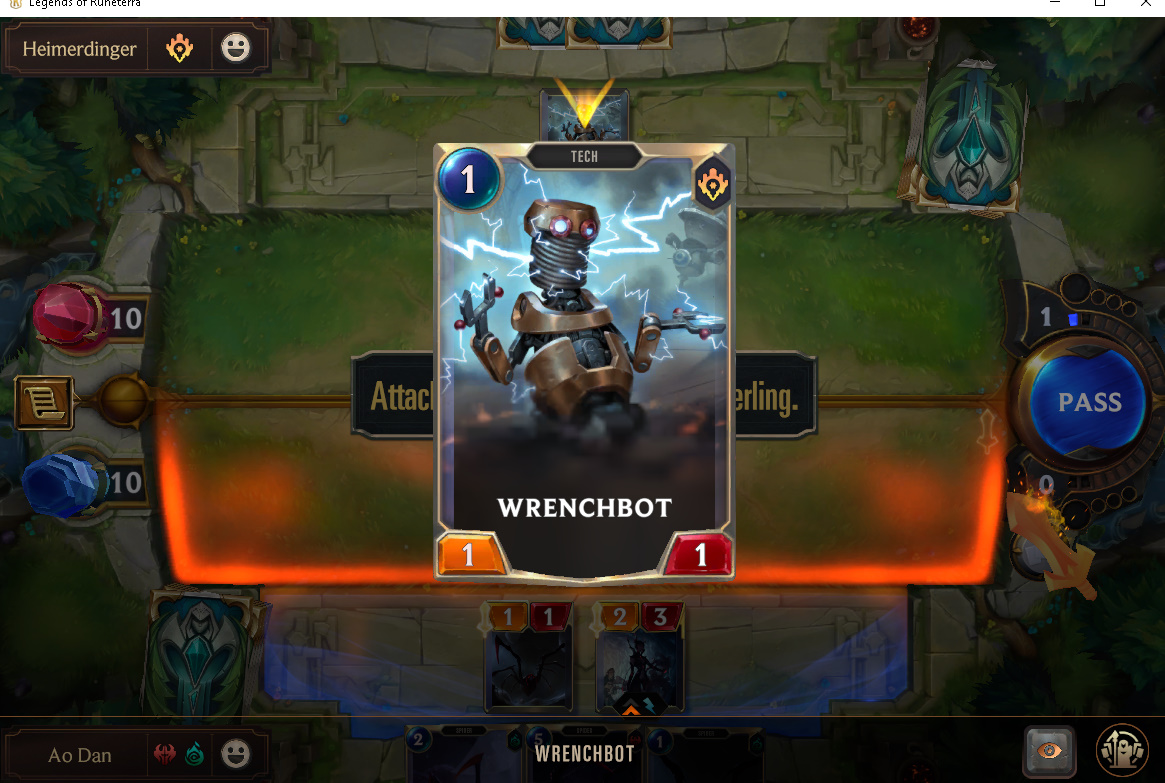 Legends of Runeterra
Heimerdinger
TECH
1
10
1
Attac
erling.
PASS
WRENCHBOT
10
0
1
1
1 1
2 3
Ao Dan
2
5
1
WRENCHBOT